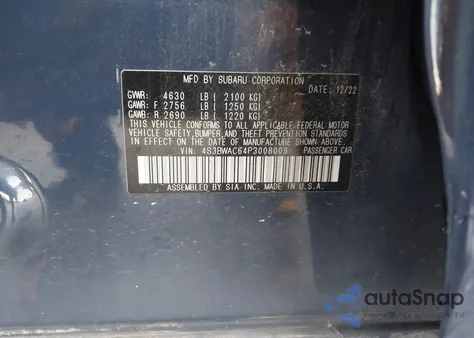 MFD BY SUBARU CORPORATION
DATE: 12/22
GVWR: 4630 LB ( 2100 KG)
GAWR: F 2756 LB ( 1250 KG)
GAWR: R 2690 LB ( 1220 KG)
THIS VEHICLE CONFORMS TO ALL APPLICABLE FEDERAL MOTOR
VEHICLE SAFETY, BUMPER, AND THEFT PREVENTION STANDARDS
IN EFFECT ON THE DATE OF MANUFACTURE SHOWN ABOVE.
VIN: 4S3BWAC64P3008009 PASSENGER CAR
ASSEMBLED BY SIA INC. MADE IN U.S.A.
autoSnap